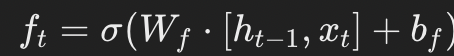 f_t = σ(W_f · [h_{t−1}, x_t] + b_f)